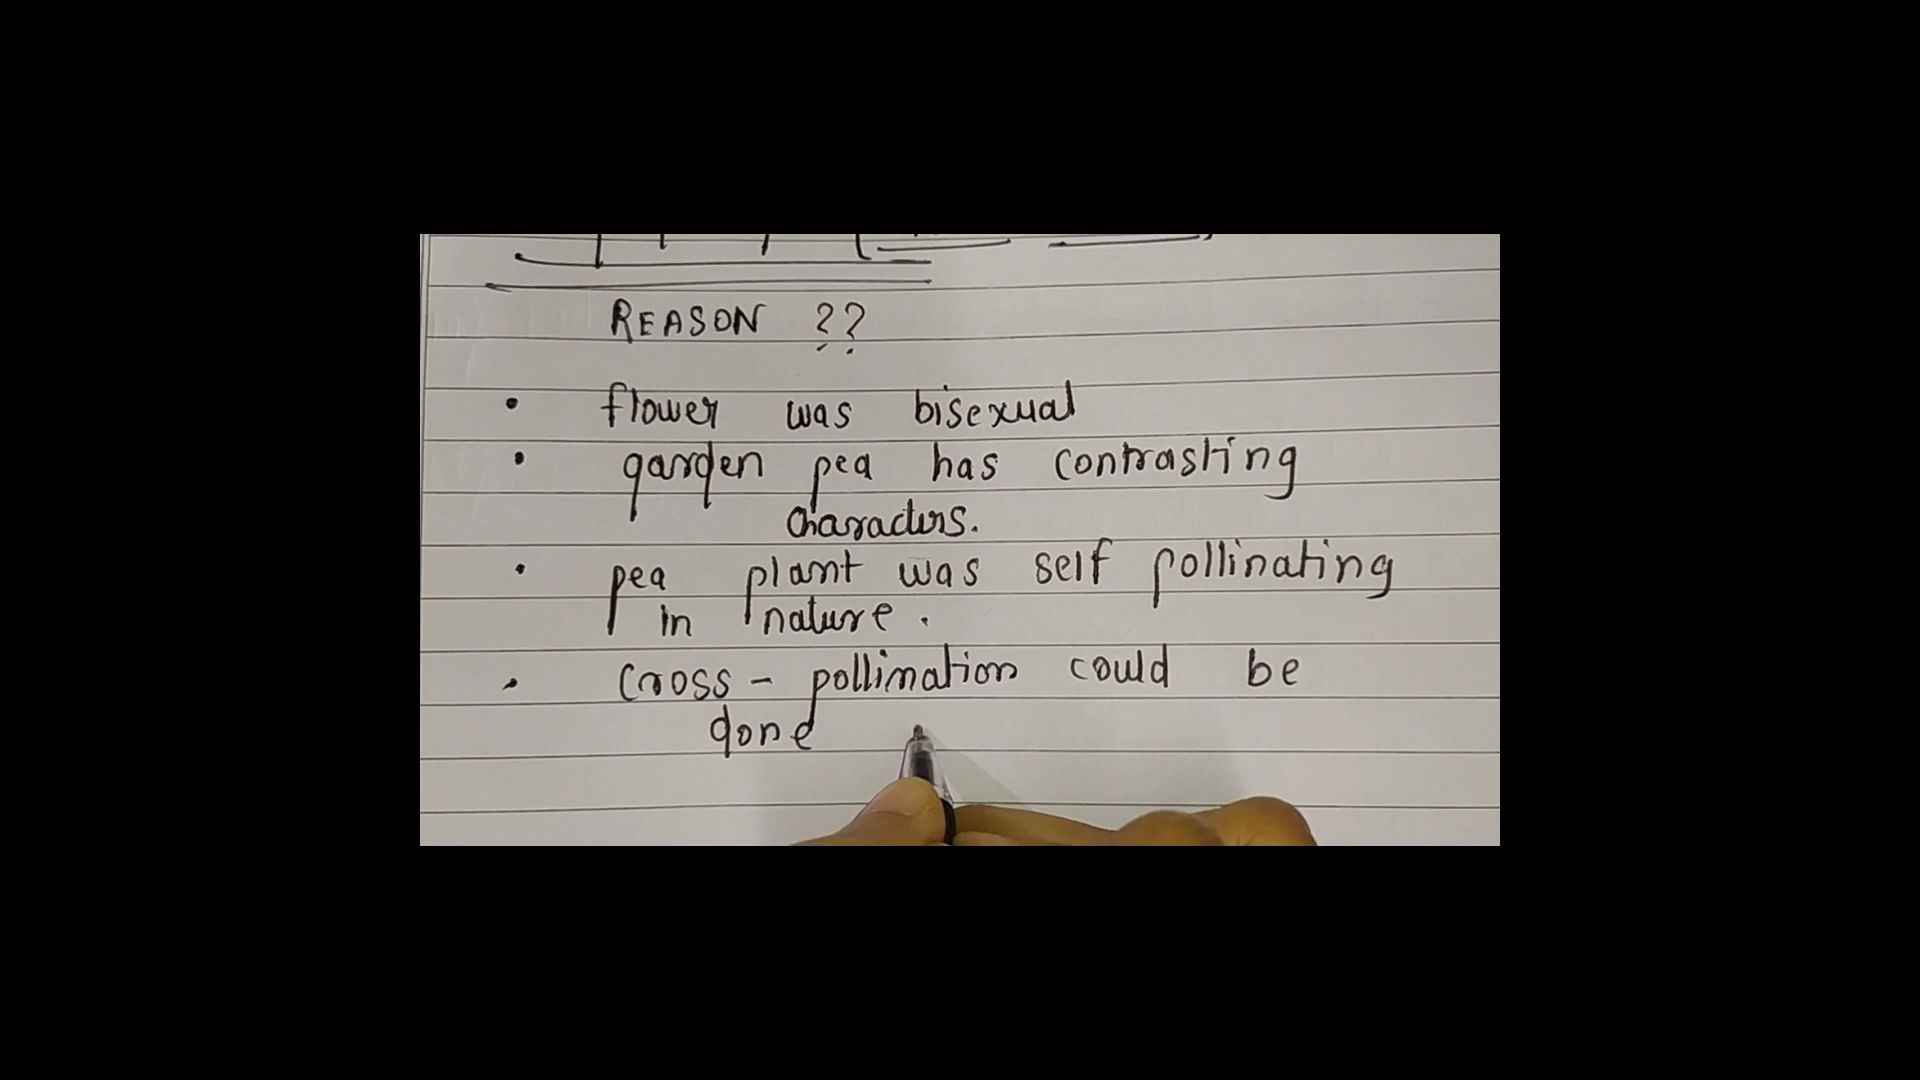 REASON ??
• flower was bisexual
• garden pea has contrasting
characters.
• pea plant was self pollinating
in nature.
• cross - pollination could be
done